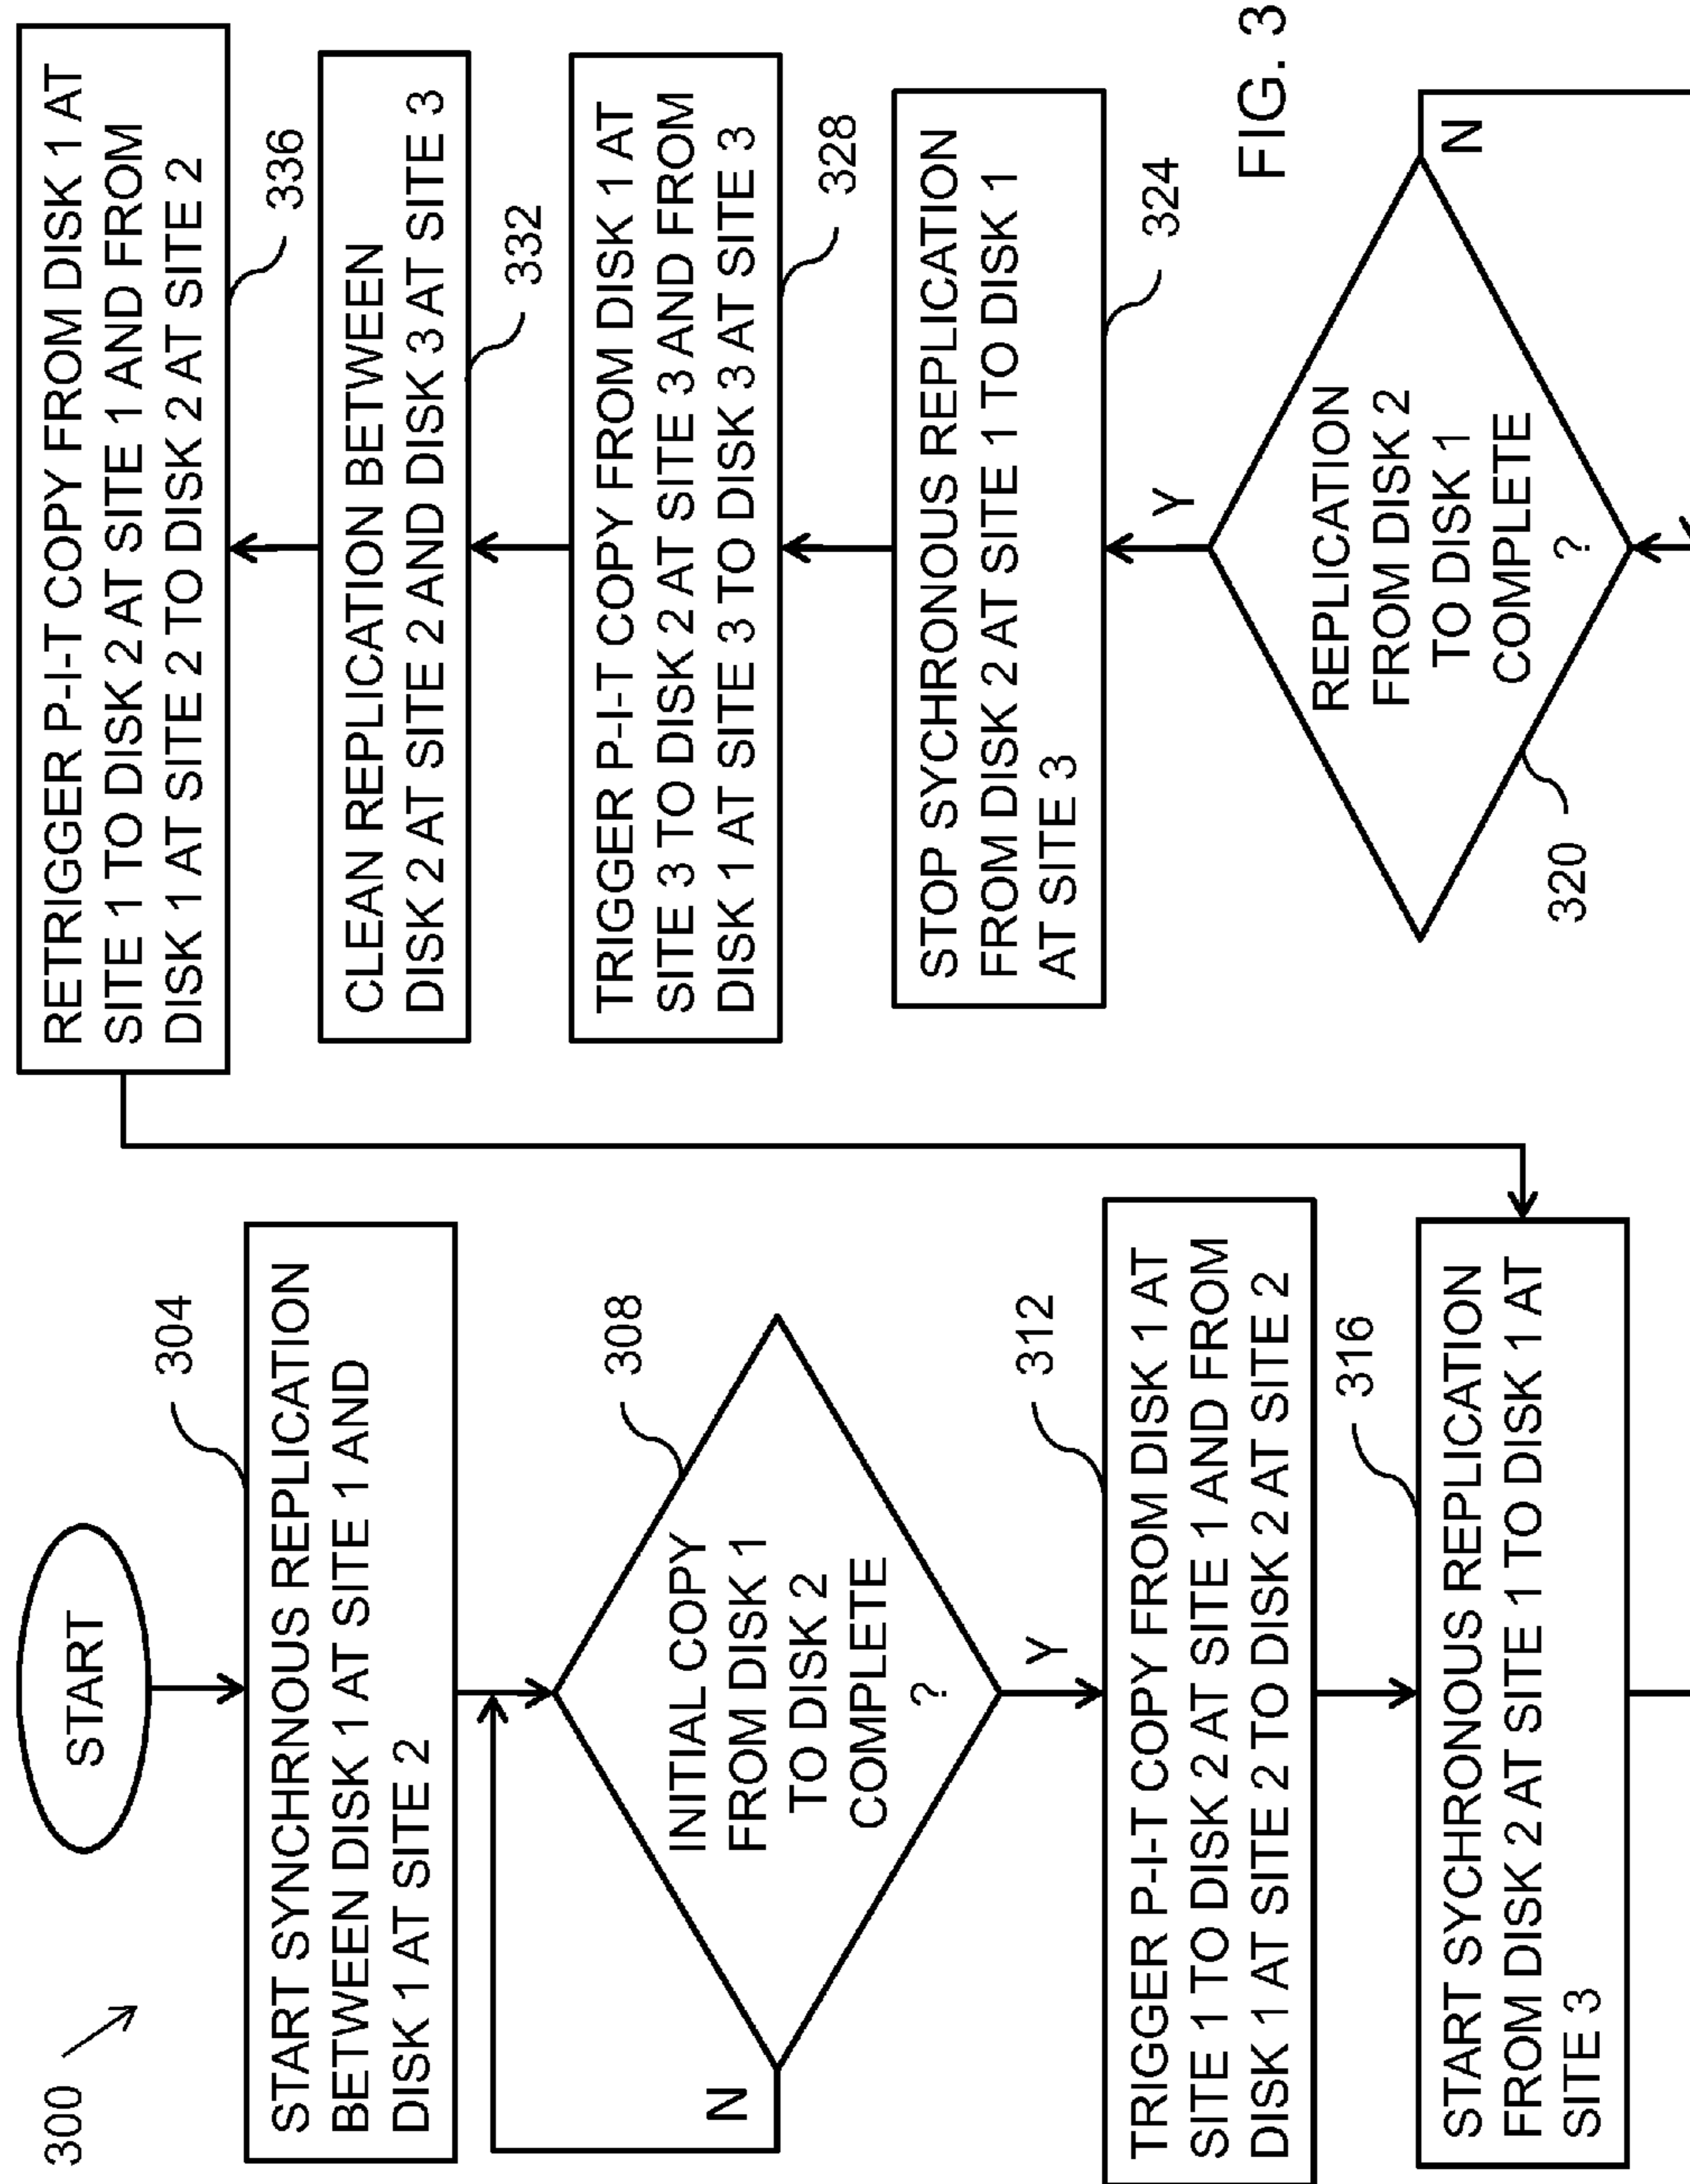 300
START
304
START SYNCHRNOUS REPLICATION
BETWEEN DISK 1 AT SITE 1 AND
DISK 1 AT SITE 2
308
INITIAL COPY
FROM DISK 1
TO DISK 2
COMPLETE
?
N
Y
312
TRIGGER P-I-T COPY FROM DISK 1 AT
SITE 1 TO DISK 2 AT SITE 1 AND FROM
DISK 1 AT SITE 2 TO DISK 2 AT SITE 2
316
START SYCHRONOUS REPLICATION
FROM DISK 2 AT SITE 1 TO DISK 1 AT
SITE 3
RETRIGGER P-I-T COPY FROM DISK 1 AT
SITE 1 TO DISK 2 AT SITE 1 AND FROM
DISK 1 AT SITE 2 TO DISK 2 AT SITE 2
336
CLEAN REPLICATION BETWEEN
DISK 2 AT SITE 2 AND DISK 3 AT SITE 3
332
TRIGGER P-I-T COPY FROM DISK 1 AT
SITE 3 TO DISK 2 AT SITE 3 AND FROM
DISK 1 AT SITE 3 TO DISK 3 AT SITE 3
328
STOP SYCHRONOUS REPLICATION
FROM DISK 2 AT SITE 1 TO DISK 1
AT SITE 3
324
Y
REPLICATION
FROM DISK 2
TO DISK 1
COMPLETE
?
N
320
FIG. 3